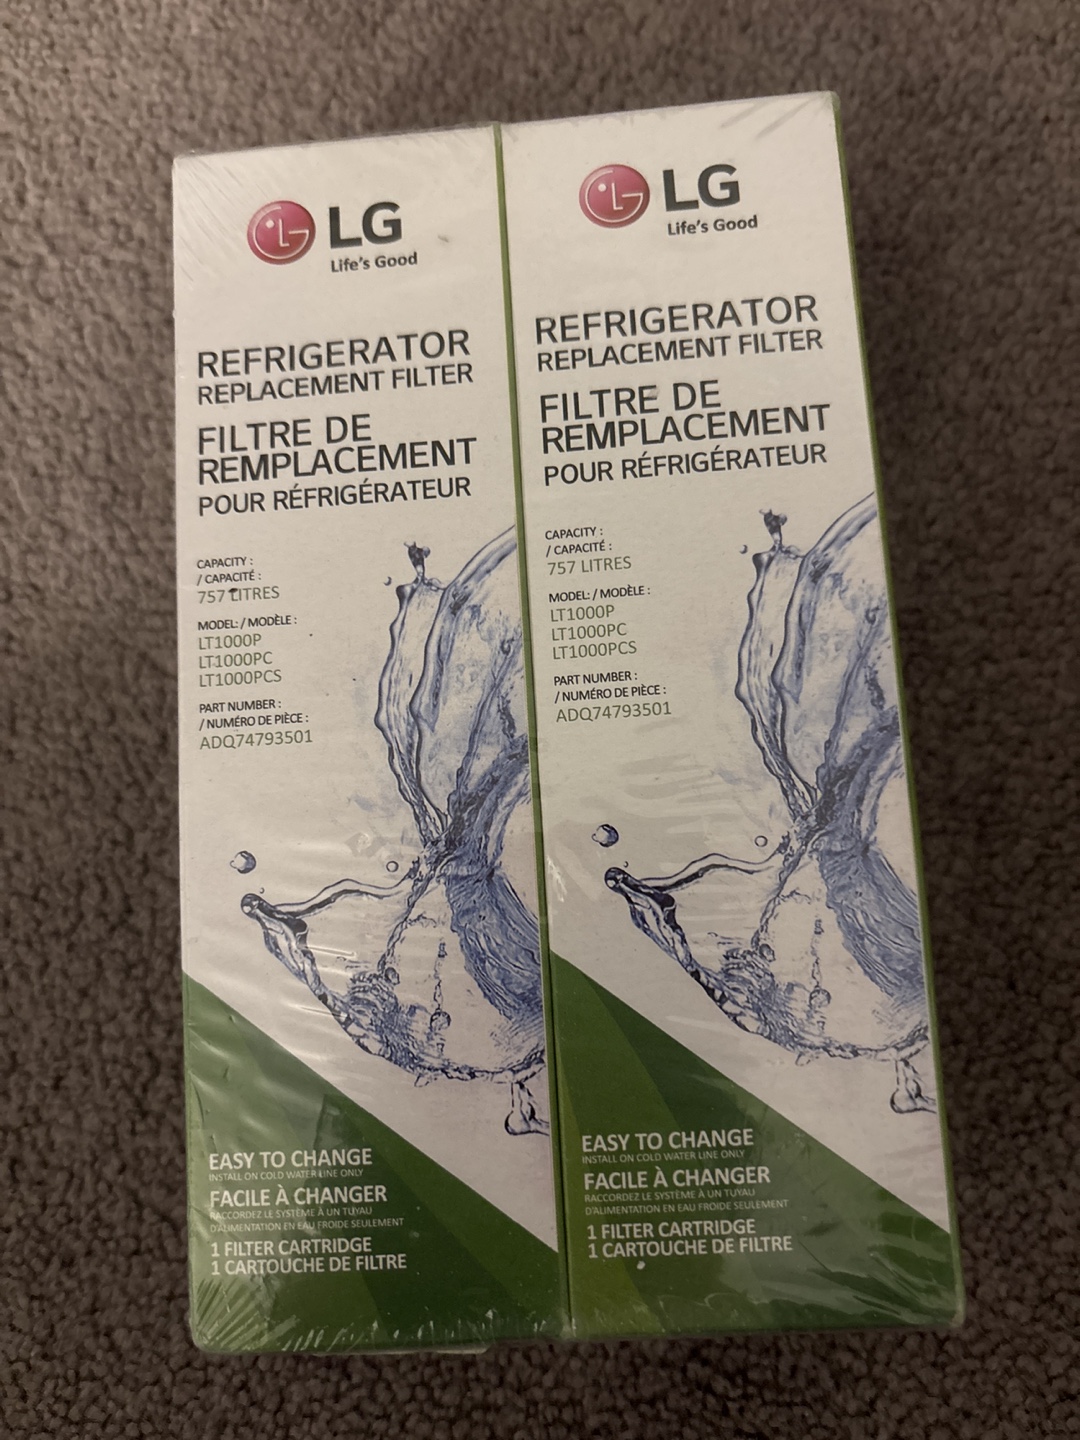 LG
Life's Good
REFRIGERATOR
REPLACEMENT FILTER
FILTRE DE
REMPLACEMENT
POUR RÉFRIGÉRATEUR
CAPACITY :
/ CAPACITÉ :
757 LITRES
MODEL: / MODÈLE :
LT1000P
LT1000PC
LT1000PCS
PART NUMBER :
/ NUMÉRO DE PIÈCE :
ADQ74793501
EASY TO CHANGE
INSTALL ON COLD WATER LINE ONLY
FACILE À CHANGER
RACCORDEZ LE SYSTÈME À UN TUYAU
D'ALIMENTATION EN EAU FROIDE SEULEMENT
1 FILTER CARTRIDGE
1 CARTOUCHE DE FILTRE
LG
Life's Good
REFRIGERATOR
REPLACEMENT FILTER
FILTRE DE
REMPLACEMENT
POUR RÉFRIGÉRATEUR
CAPACITY :
/ CAPACITÉ :
757 LITRES
MODEL: / MODÈLE :
LT1000P
LT1000PC
LT1000PCS
PART NUMBER :
/ NUMÉRO DE PIÈCE :
ADQ74793501
EASY TO CHANGE
INSTALL ON COLD WATER LINE ONLY
FACILE À CHANGER
RACCORDEZ LE SYSTÈME À UN TUYAU
D'ALIMENTATION EN EAU FROIDE SEULEMENT
1 FILTER CARTRIDGE
1 CARTOUCHE DE FILTRE